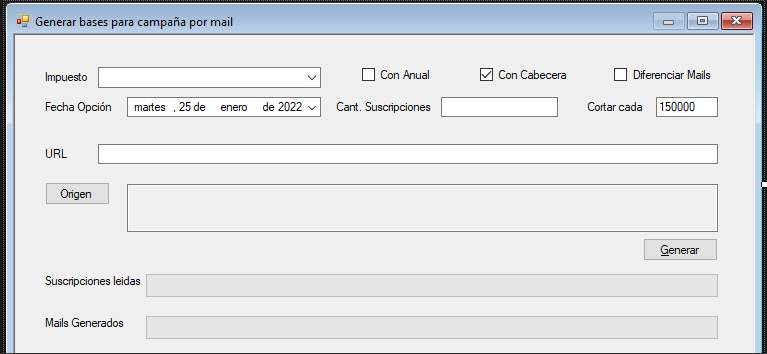 Generar bases para campaña por mail
Impuesto Con Anual Con Cabecera Diferenciar Mails
Fecha Opción martes , 25 de enero de 2022 Cant. Suscripciones Cortar cada 150000
URL
Origen
Generar
Suscripciones leidas
Mails Generados